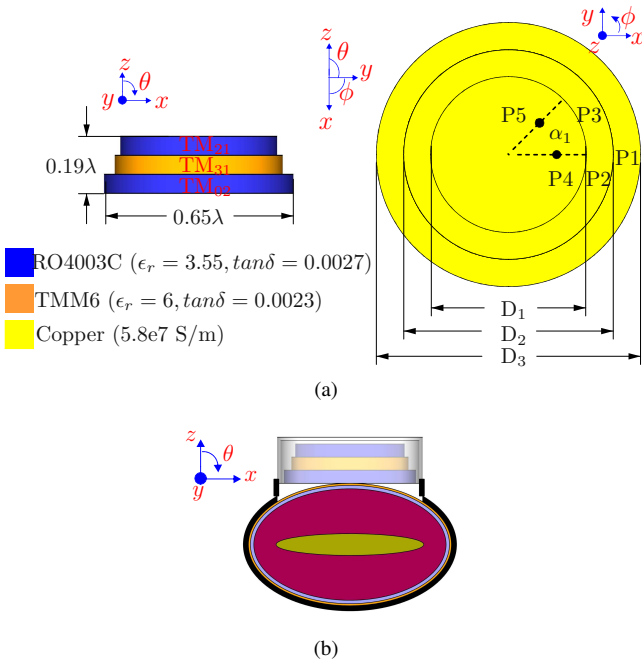 z
θ
y
x
TM21
TM31
TM02
0.19λ
0.65λ
RO4003C (ϵr = 3.55, tanδ = 0.0027)
TMM6 (ϵr = 6, tanδ = 0.0023)
Copper (5.8e7 S/m)
z
θ
y
ϕ
x
y
ϕ
z
x
P5
P3
α1
P1
P4
P2
D1
D2
D3
(a)
z
θ
x
y
(b)